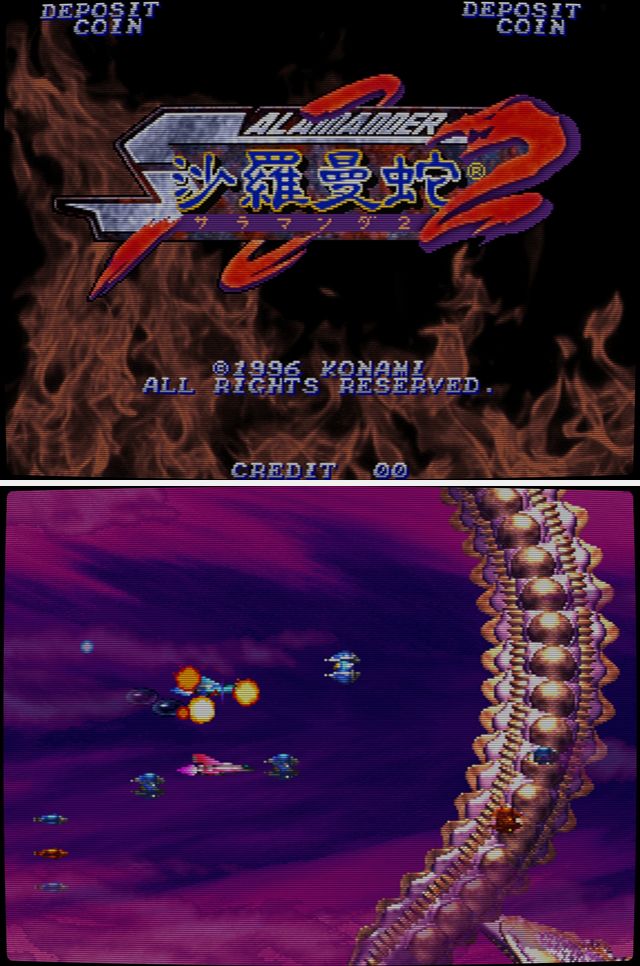 DEPOSIT COIN
DEPOSIT COIN
SALAMANDER 2
沙羅曼蛇®
サラマンダ2
©1996 KONAMI
ALL RIGHTS RESERVED.
CREDIT 00